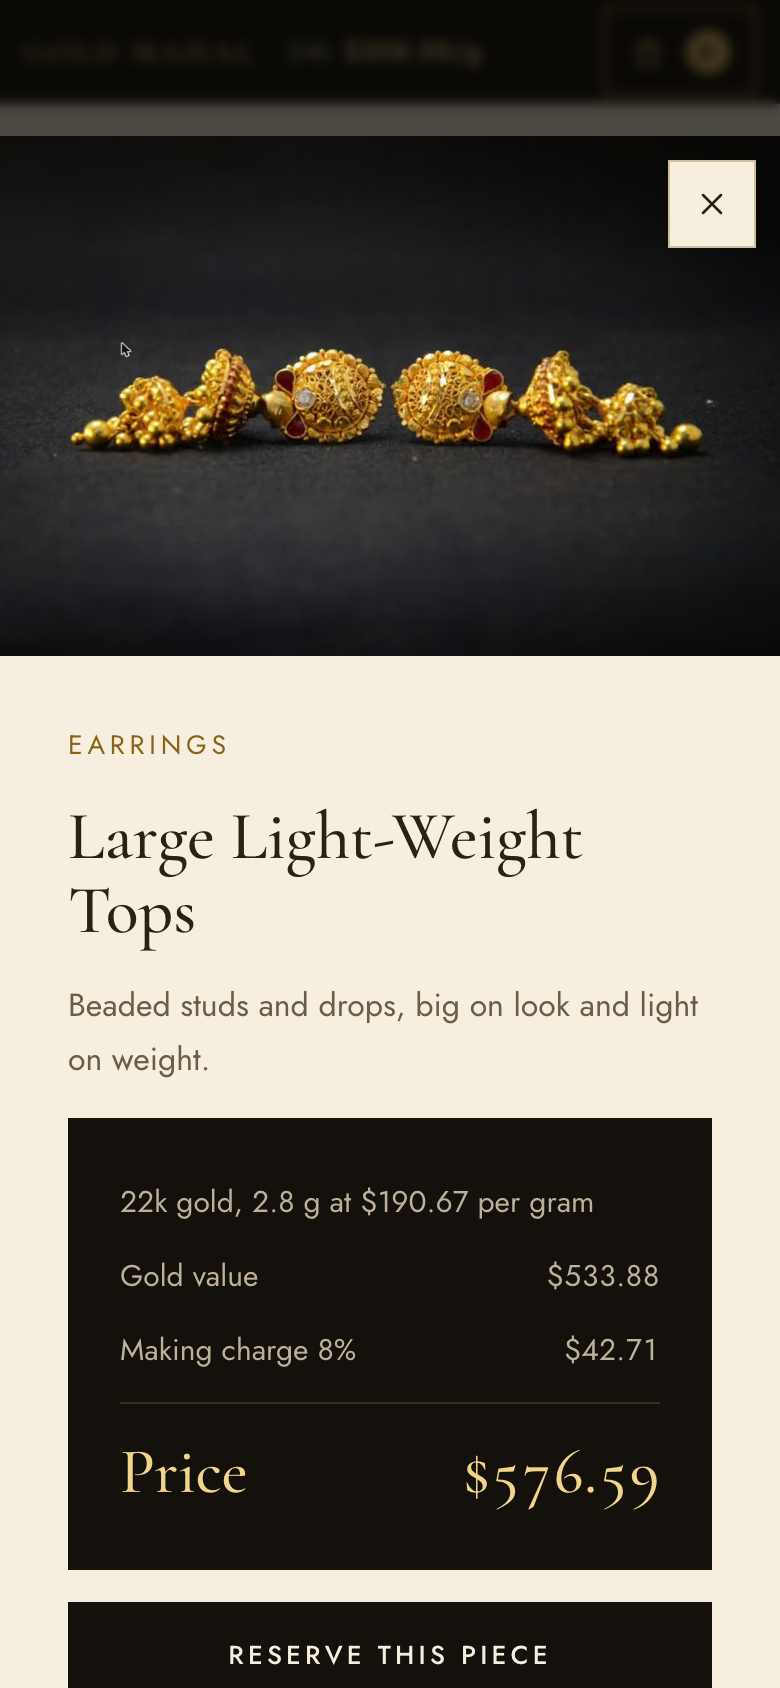 EARRINGS
Large Light-Weight
Tops
Beaded studs and drops, big on look and light
on weight.
22k gold, 2.8 g at $190.67 per gram
Gold value $533.88
Making charge 8% $42.71
Price $576.59
RESERVE THIS PIECE